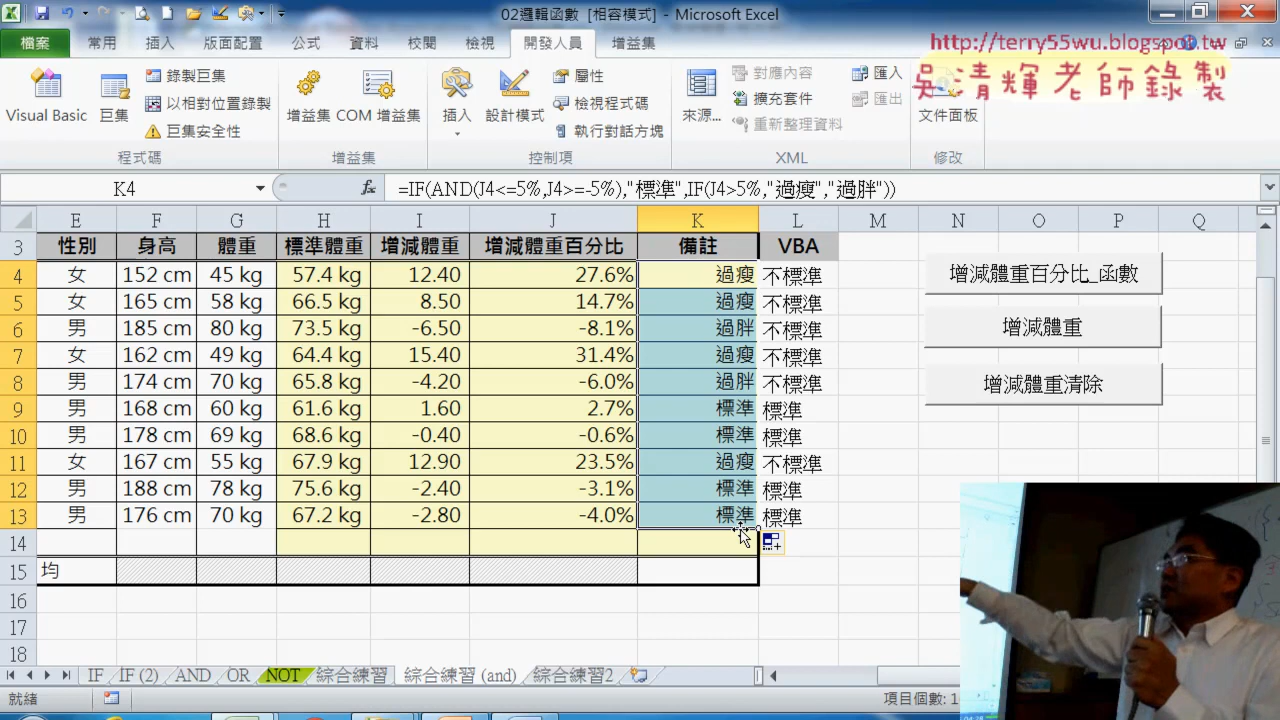 02邏輯函數 [相容模式] - Microsoft Excel
檔案 常用 插入 版面配置 公式 資料 校閱 檢視 開發人員 增益集
http://terry55wu.blogspot.tw
吳清輝老師錄製
Visual Basic 巨集 錄製巨集 以相對位置錄製 巨集安全性 程式碼
增益集 COM 增益集 增益集
插入 設計模式 屬性 檢視程式碼 執行對話方塊 控制項
來源... 對應內容 擴充套件 重新整理資料 匯入 匯出 XML
文件面板 修改
K4 fx =IF(AND(J4<=5%,J4>=-5%),"標準",IF(J4>5%,"過瘦","過胖"))
E F G H I J K L M N O P Q
3 性別 身高 體重 標準體重 增減體重 增減體重百分比 備註 VBA
4 女 152 cm 45 kg 57.4 kg 12.40 27.6% 過瘦 不標準
5 女 165 cm 58 kg 66.5 kg 8.50 14.7% 過瘦 不標準
6 男 185 cm 80 kg 73.5 kg -6.50 -8.1% 過胖 不標準
7 女 162 cm 49 kg 64.4 kg 15.40 31.4% 過瘦 不標準
8 男 174 cm 70 kg 65.8 kg -4.20 -6.0% 過胖 不標準
9 男 168 cm 60 kg 61.6 kg 1.60 2.7% 標準 標準
10 男 178 cm 69 kg 68.6 kg -0.40 -0.6% 標準 標準
11 女 167 cm 55 kg 67.9 kg 12.90 23.5% 過瘦 不標準
12 男 188 cm 78 kg 75.6 kg -2.40 -3.1% 標準 標準
13 男 176 cm 70 kg 67.2 kg -2.80 -4.0% 標準 標準
14
15 均
16
17
18
增減體重百分比_函數
增減體重
增減體重清除
IF IF (2) AND OR NOT 綜合練習 綜合練習 (and) 綜合練習2
就緒 項目個數: 1